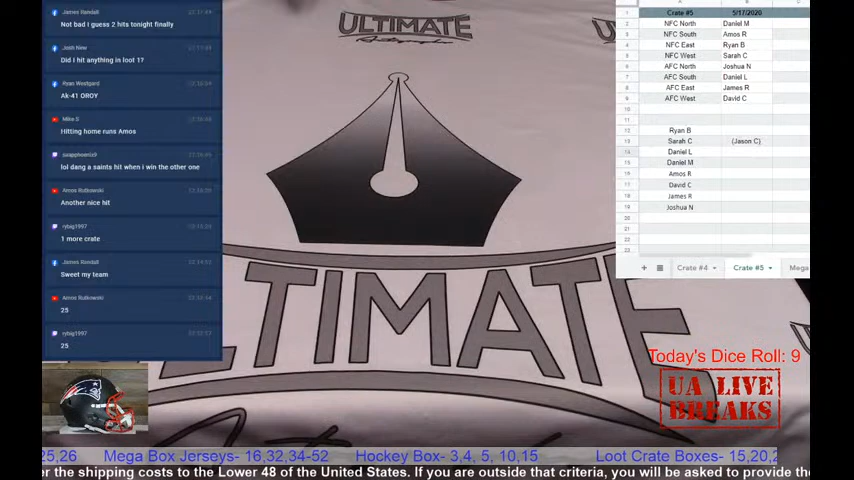 James Randall
Not bad I guess 2 hits tonight finally
Josh New
Did i hit anything in loot 1?
Ryan Westgard
Ak-41 OROY
Mike S
Hitting home runs Amos
swapphoenix9
lol dang a saints hit when i win the other one
Amos Rutkowski
Another nice hit
rybig1997
1 more crate
James Randall
Sweet my team
Amos Rutkowski
25
rybig1997
25
ULTIMATE
ULTIMATE
Crate #5 5/17/2020
NFC North Daniel M
NFC South Amos R
NFC East Ryan B
NFC West Sarah C
AFC North Joshua N
AFC South Daniel L
AFC East James R
AFC West David C
Ryan B
Sarah C (Jason C)
Daniel L
Daniel M
Amos R
David C
James R
Joshua N
Crate #4 Crate #5 Mega
Today's Dice Roll: 9
UA LIVE
BREAKS
25,26 Mega Box Jerseys- 16,32,34-52 Hockey Box- 3,4, 5, 10,15 Loot Crate Boxes- 15,20,2
er the shipping costs to the Lower 48 of the United States. If you are outside that criteria, you will be asked to provide the